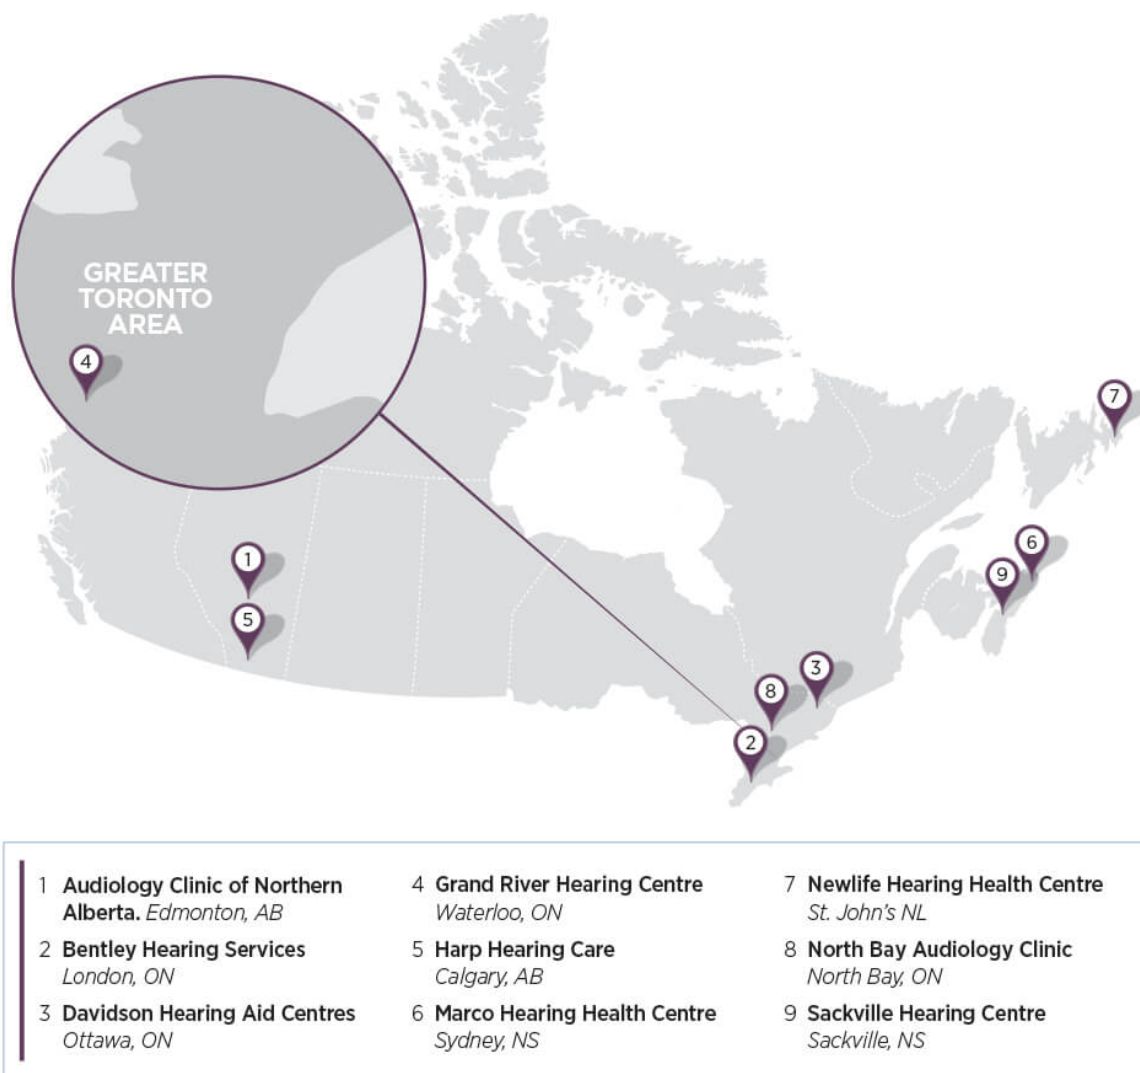 GREATER
TORONTO
AREA
4
7
1
6
9
5
3
8
2
1 Audiology Clinic of Northern
Alberta. Edmonton, AB
2 Bentley Hearing Services
London, ON
3 Davidson Hearing Aid Centres
Ottawa, ON
4 Grand River Hearing Centre
Waterloo, ON
5 Harp Hearing Care
Calgary, AB
6 Marco Hearing Health Centre
Sydney, NS
7 Newlife Hearing Health Centre
St. John's NL
8 North Bay Audiology Clinic
North Bay, ON
9 Sackville Hearing Centre
Sackville, NS